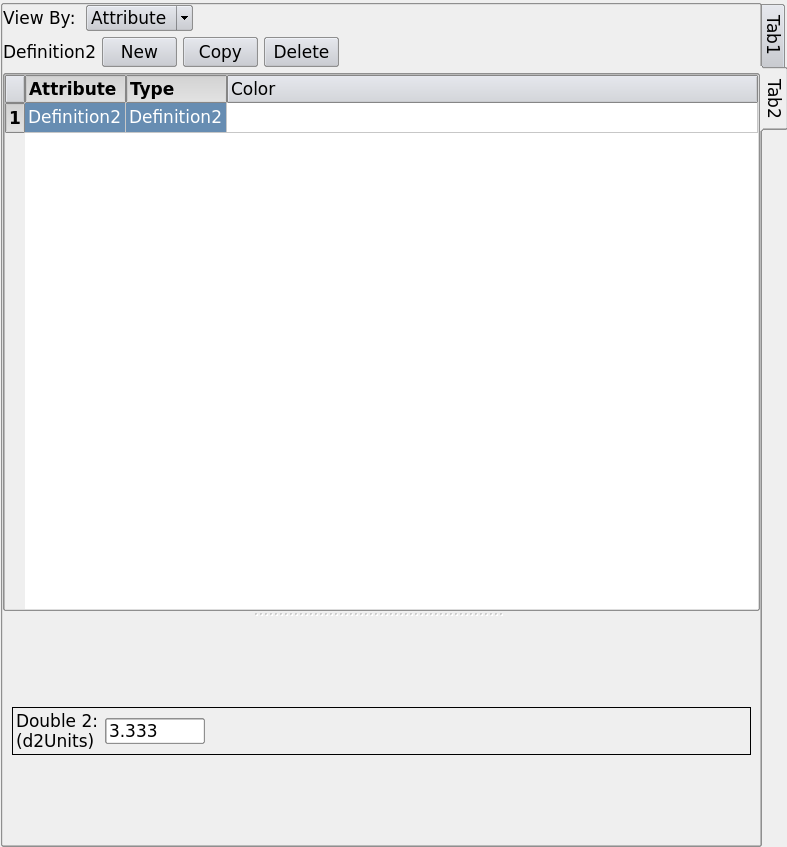 View By: Attribute
Definition2 New Copy Delete
Attribute Type Color
1 Definition2 Definition2
Double 2: 3.333
(d2Units)
Tab1
Tab2